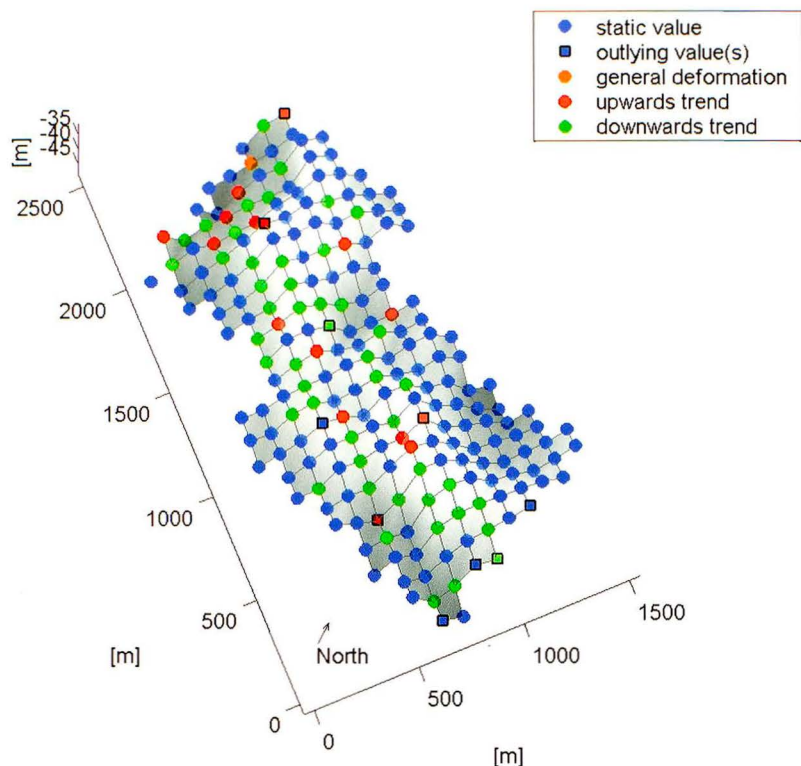 static value
outlying value(s)
general deformation
upwards trend
downwards trend
-35
-40
-45
[m]
2500
2000
1500
1000
500
0
[m]
North
0
500
1000
1500
[m]